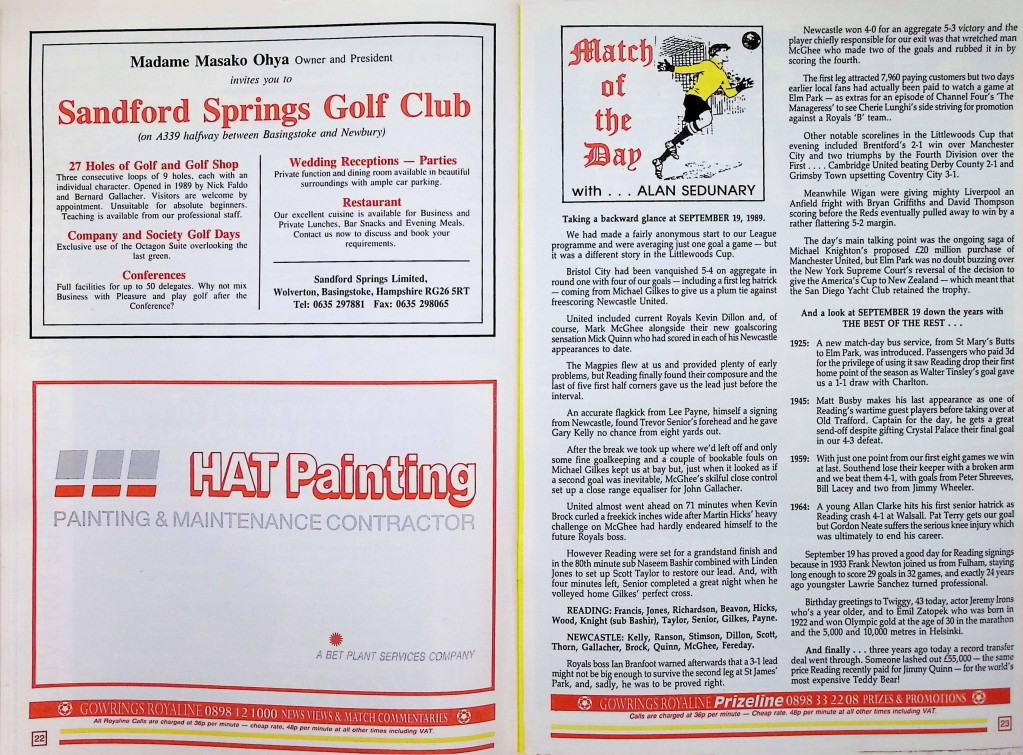 Madame Masako Ohya Owner and President
invites you to
Sandford Springs Golf Club
(on A339 halfway between Basingstoke and Newbury)
27 Holes of Golf and Golf Shop
Three consecutive loops of 9 holes, each with an
individual character. Opened in 1989 by Nick Faldo
and Bernard Gallacher. Visitors are welcome by
appointment. Unsuitable for absolute beginners.
Teaching is available from our professional staff.
Company and Society Golf Days
Exclusive use of the Octagon Suite overlooking the
last green.
Conferences
Full facilities for up to 50 delegates. Why not mix
Business with Pleasure and play golf after the
Conference?
Wedding Receptions — Parties
Private function and dining room available in beautiful
surroundings with ample car parking.
Restaurant
Our excellent cuisine is available for Business and
Private Lunches, Bar Snacks and Evening Meals.
Contact us now to discuss and book your
requirements.
Sandford Springs Limited,
Wolverton, Basingstoke, Hampshire RG26 5RT
Tel: 0635 297881 Fax: 0635 298065
HAT Painting
PAINTING & MAINTENANCE CONTRACTOR
A BET PLANT SERVICES COMPANY
GOWRINGS ROYALINE 0898 12 1000 NEWS VIEWS & MATCH COMMENTARIES
All Royaline Calls are charged at 36p per minute — cheap rate, 48p per minute at all other times including VAT.
22
Match
of
the
Day
with . . . ALAN SEDUNARY
Taking a backward glance at SEPTEMBER 19, 1989.
We had made a fairly anonymous start to our League
programme and were averaging just one goal a game — but
it was a different story in the Littlewoods Cup.
Bristol City had been vanquished 5-4 on aggregate in
round one with four of our goals — including a first leg hatrick
— coming from Michael Gilkes to give us a plum tie against
freescoring Newcastle United.
United included current Royals Kevin Dillon and, of
course, Mark McGhee alongside their new goalscoring
sensation Mick Quinn who had scored in each of his Newcastle
appearances to date.
The Magpies flew at us and provided plenty of early
problems, but Reading finally found their composure and the
last of five first half corners gave us the lead just before the
interval.
An accurate flagkick from Lee Payne, himself a signing
from Newcastle, found Trevor Senior's forehead and he gave
Gary Kelly no chance from eight yards out.
After the break we took up where we'd left off and only
some fine goalkeeping and a couple of bookable fouls on
Michael Gilkes kept us at bay but, just when it looked as if
a second goal was inevitable, McGhee's skilful close control
set up a close range equaliser for John Gallacher.
United almost went ahead on 71 minutes when Kevin
Brock curled a freekick inches wide after Martin Hicks' heavy
challenge on McGhee had hardly endeared himself to the
future Royals boss.
However Reading were set for a grandstand finish and
in the 80th minute sub Naseem Bashir combined with Linden
Jones to set up Scott Taylor to restore our lead. And, with
four minutes left, Senior completed a great night when he
volleyed home Gilkes' perfect cross.
READING: Francis, Jones, Richardson, Beavon, Hicks,
Wood, Knight (sub Bashir), Taylor, Senior, Gilkes, Payne.
NEWCASTLE: Kelly, Ranson, Stimson, Dillon, Scott,
Thorn, Gallacher, Brock, Quinn, McGhee, Fereday.
Royals boss Ian Branfoot warned afterwards that a 3-1 lead
might not be big enough to survive the second leg at St James'
Park, and, sadly, he was to be proved right.
Newcastle won 4-0 for an aggregate 5-3 victory and the
player chiefly responsible for our exit was that wretched man
McGhee who made two of the goals and rubbed it in by
scoring the fourth.
The first leg attracted 7,960 paying customers but two days
earlier local fans had actually been paid to watch a game at
Elm Park — as extras for an episode of Channel Four's 'The
Manageress' to see Cherie Lunghi's side striving for promotion
against a Royals 'B' team..
Other notable scorelines in the Littlewoods Cup that
evening included Brentford's 2-1 win over Manchester
City and two triumphs by the Fourth Division over the
First . . . . Cambridge United beating Derby County 2-1 and
Grimsby Town upsetting Coventry City 3-1.
Meanwhile Wigan were giving mighty Liverpool an
Anfield fright with Bryan Griffiths and David Thompson
scoring before the Reds eventually pulled away to win by a
rather flattering 5-2 margin.
The day's main talking point was the ongoing saga of
Michael Knighton's proposed £20 million purchase of
Manchester United, but Elm Park was no doubt buzzing over
the New York Supreme Court's reversal of the decision to
give the America's Cup to New Zealand — which meant that
the San Diego Yacht Club retained the trophy.
And a look at SEPTEMBER 19 down the years with
THE BEST OF THE REST . . .
1925: A new match-day bus service, from St Mary's Butts
to Elm Park, was introduced. Passengers who paid 3d
for the privilege of using it saw Reading drop their first
home point of the season as Walter Tinsley's goal gave
us a 1-1 draw with Charlton.
1945: Matt Busby makes his last appearance as one of
Reading's wartime guest players before taking over at
Old Trafford. Captain for the day, he gets a great
send-off despite gifting Crystal Palace their final goal
in our 4-3 defeat.
1959: With just one point from our first eight games we win
at last. Southend lose their keeper with a broken arm
and we beat them 4-1, with goals from Peter Shreeves,
Bill Lacey and two from Jimmy Wheeler.
1964: A young Allan Clarke hits his first senior hatrick as
Reading crash 4-1 at Walsall. Pat Terry gets our goal
but Gordon Neate suffers the serious knee injury which
was ultimately to end his career.
September 19 has proved a good day for Reading signings
because in 1933 Frank Newton joined us from Fulham, staying
long enough to score 29 goals in 32 games, and exactly 24 years
ago youngster Lawrie Sanchez turned professional.
Birthday greetings to Twiggy, 43 today, actor Jeremy Irons
who's a year older, and to Emil Zatopek who was born in
1922 and won Olympic gold at the age of 30 in the marathon
and the 5,000 and 10,000 metres in Helsinki.
And finally . . . three years ago today a record transfer
deal went through. Someone lashed out £55,000 — the same
price Reading recently paid for Jimmy Quinn — for the world's
most expensive Teddy Bear!
GOWRINGS ROYALINE Prizeline 0898 33 22 08 PRIZES & PROMOTIONS
Calls are charged at 36p per minute — Cheap rate, 48p per minute at all other times including VAT.
23